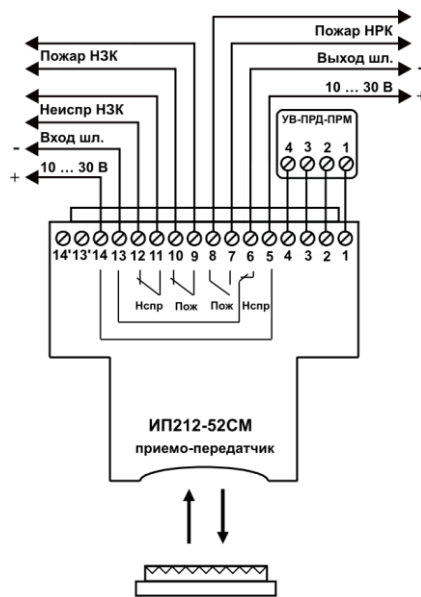 Пожар НРК
Пожар НЗК
Выход шл.
-
10 ... 30 В
+
Неиспр НЗК
Вход шл.
-
10 ... 30 В
+
УВ-ПРД-ПРМ
4 3 2 1
14' 13' 14 13 12 11 10 9 8 7 6 5 4 3 2 1
Нспр Пож Пож Нспр
ИП212-52СМ
приемо-передатчик